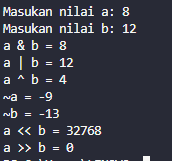 Masukan nilai a: 8
Masukan nilai b: 12
a & b = 8
a | b = 12
a ^ b = 4
~a = -9
~b = -13
a << b = 32768
a >> b = 0